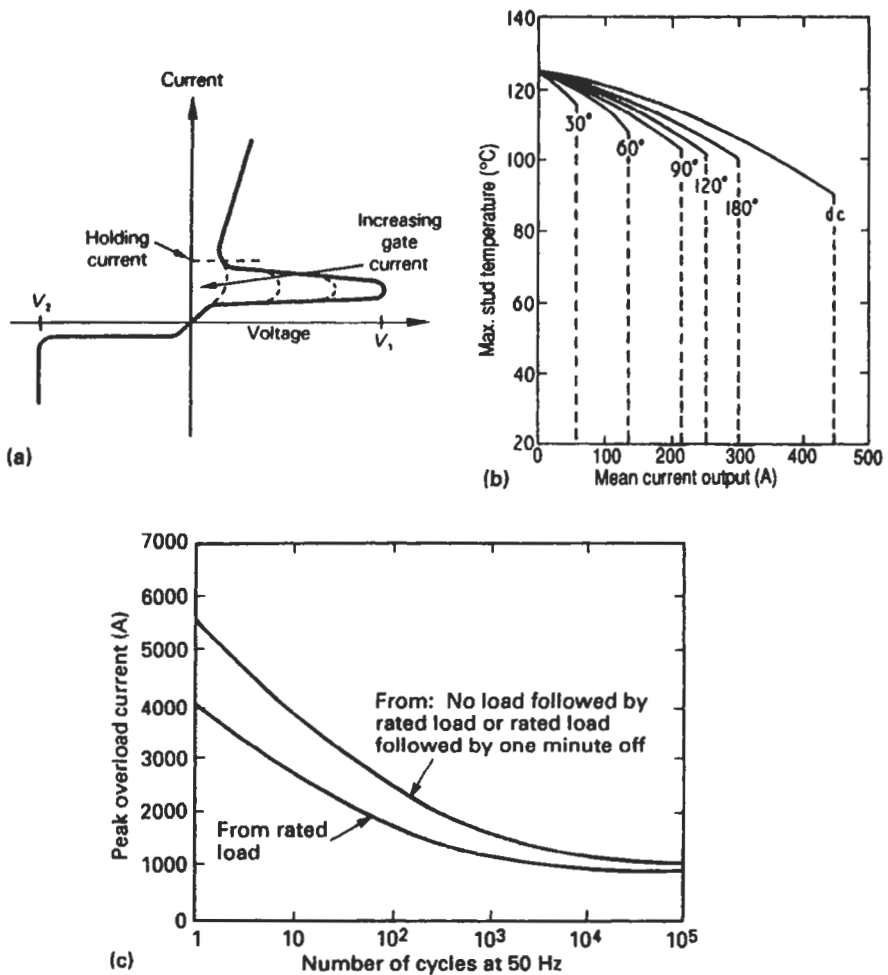 Current
Holding
current
Increasing
gate
current
V₂
Voltage
V₁
(a)
140
120
100
80
60
40
20
Max. stud temperature (°C)
30°
60°
90°
120°
180°
dc
0 100 200 300 400 500
Mean current output (A)
(b)
7000
6000
5000
4000
3000
2000
1000
0
Peak overload current (A)
From: No load followed by
rated load or rated load
followed by one minute off
From rated
load
1 10 10² 10³ 10⁴ 10⁵
Number of cycles at 50 Hz
(c)